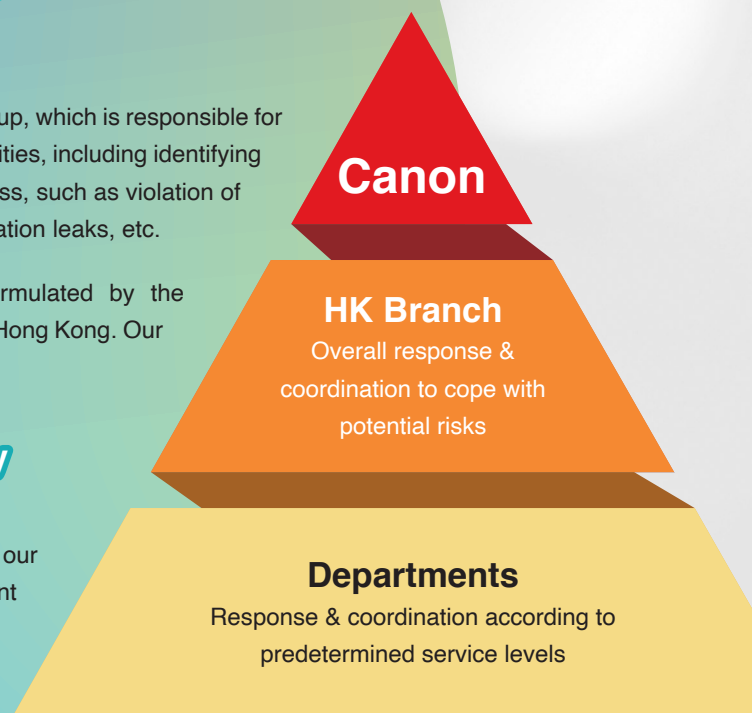 up, which is responsible for
ities, including identifying
ss, such as violation of
ation leaks, etc.
rmulated by the
Hong Kong. Our
our
nt
Canon
HK Branch
Overall response &
coordination to cope with
potential risks
Departments
Response & coordination according to
predetermined service levels